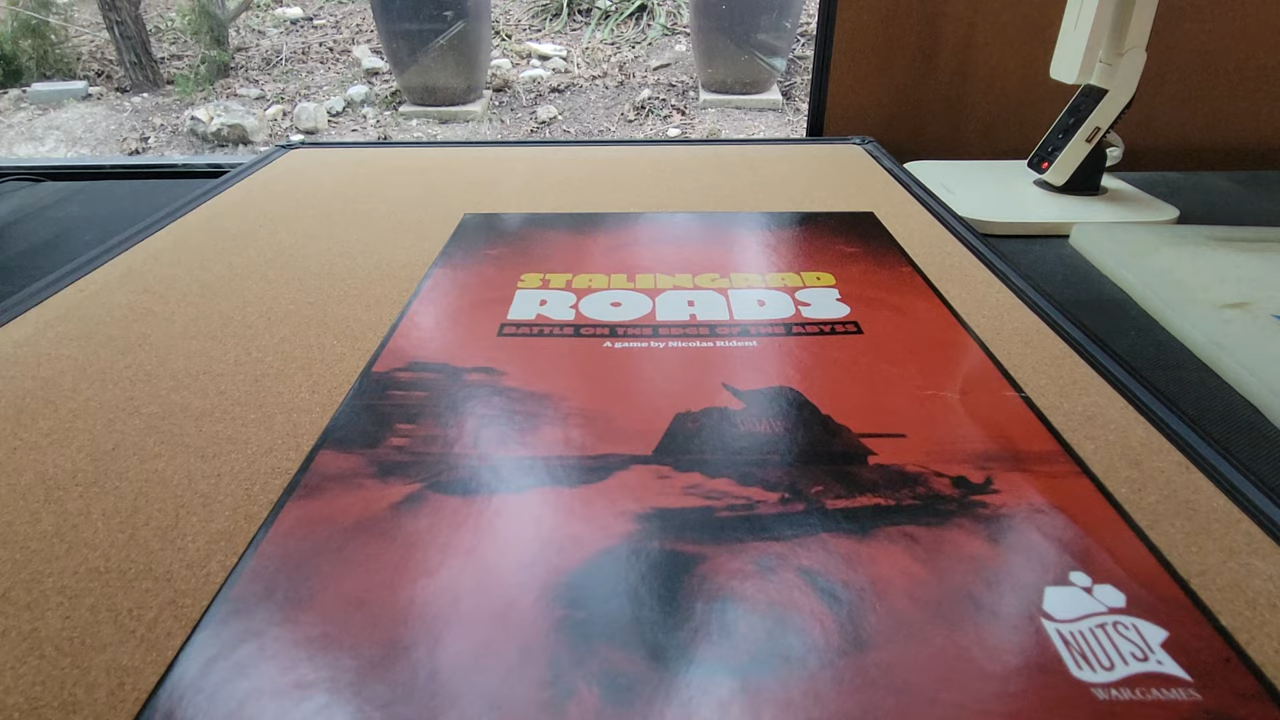 STALINGRAD
ROADS
BATTLE ON THE EDGE OF THE ABYSS
A game by Nicolas Rident
NUTS!
WARGAMES